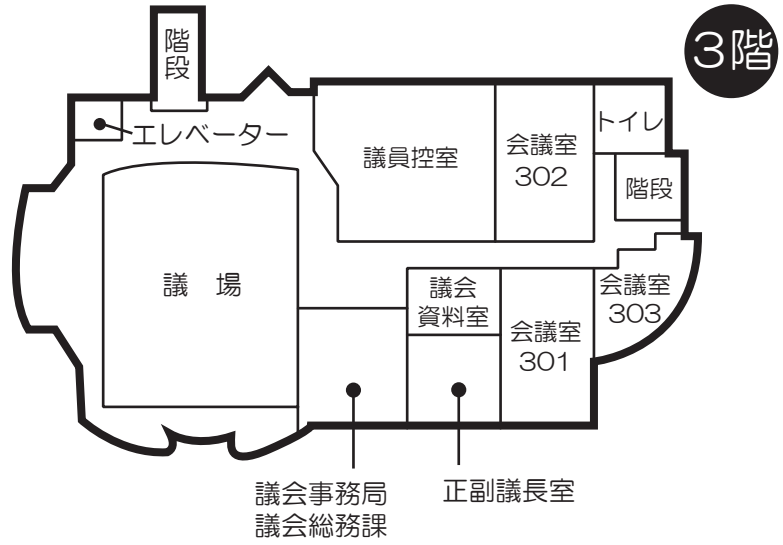 3階
階段
エレベーター
議員控室
会議室
302
トイレ
階段
議　場
議会
資料室
会議室
301
会議室
303
議会事務局
議会総務課
正副議長室